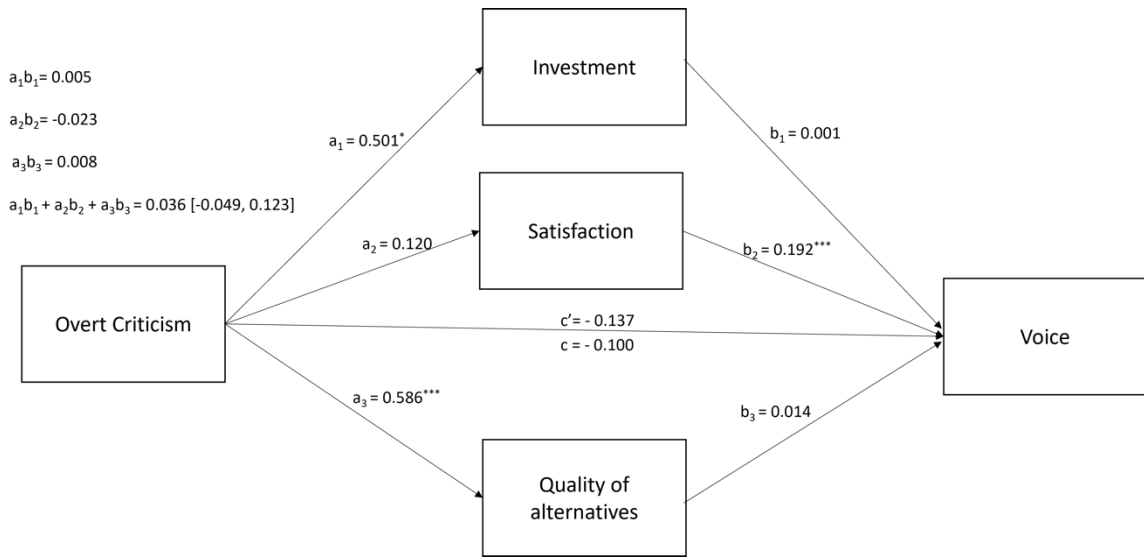 Investment
a₁b₁= 0.005
a₂b₂= -0.023
a₁ = 0.501*
b₁ = 0.001
a₃b₃ = 0.008
a₁b₁ + a₂b₂ + a₃b₃ = 0.036 [-0.049, 0.123]
Satisfaction
a₂ = 0.120
b₂ = 0.192***
Overt Criticism
c’= - 0.137
c = - 0.100
Voice
a₃ = 0.586***
b₃ = 0.014
Quality of
alternatives